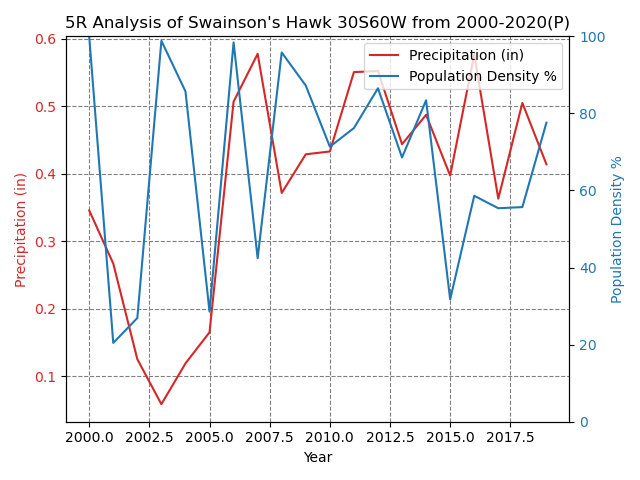 5R Analysis of Swainson's Hawk 30S60W from 2000-2020(P)
Precipitation (in)
Population Density %
0.6
0.5
0.4
0.3
0.2
0.1
Precipitation (in)
100
80
60
40
20
0
Population Density %
2000.0 2002.5 2005.0 2007.5 2010.0 2012.5 2015.0 2017.5
Year